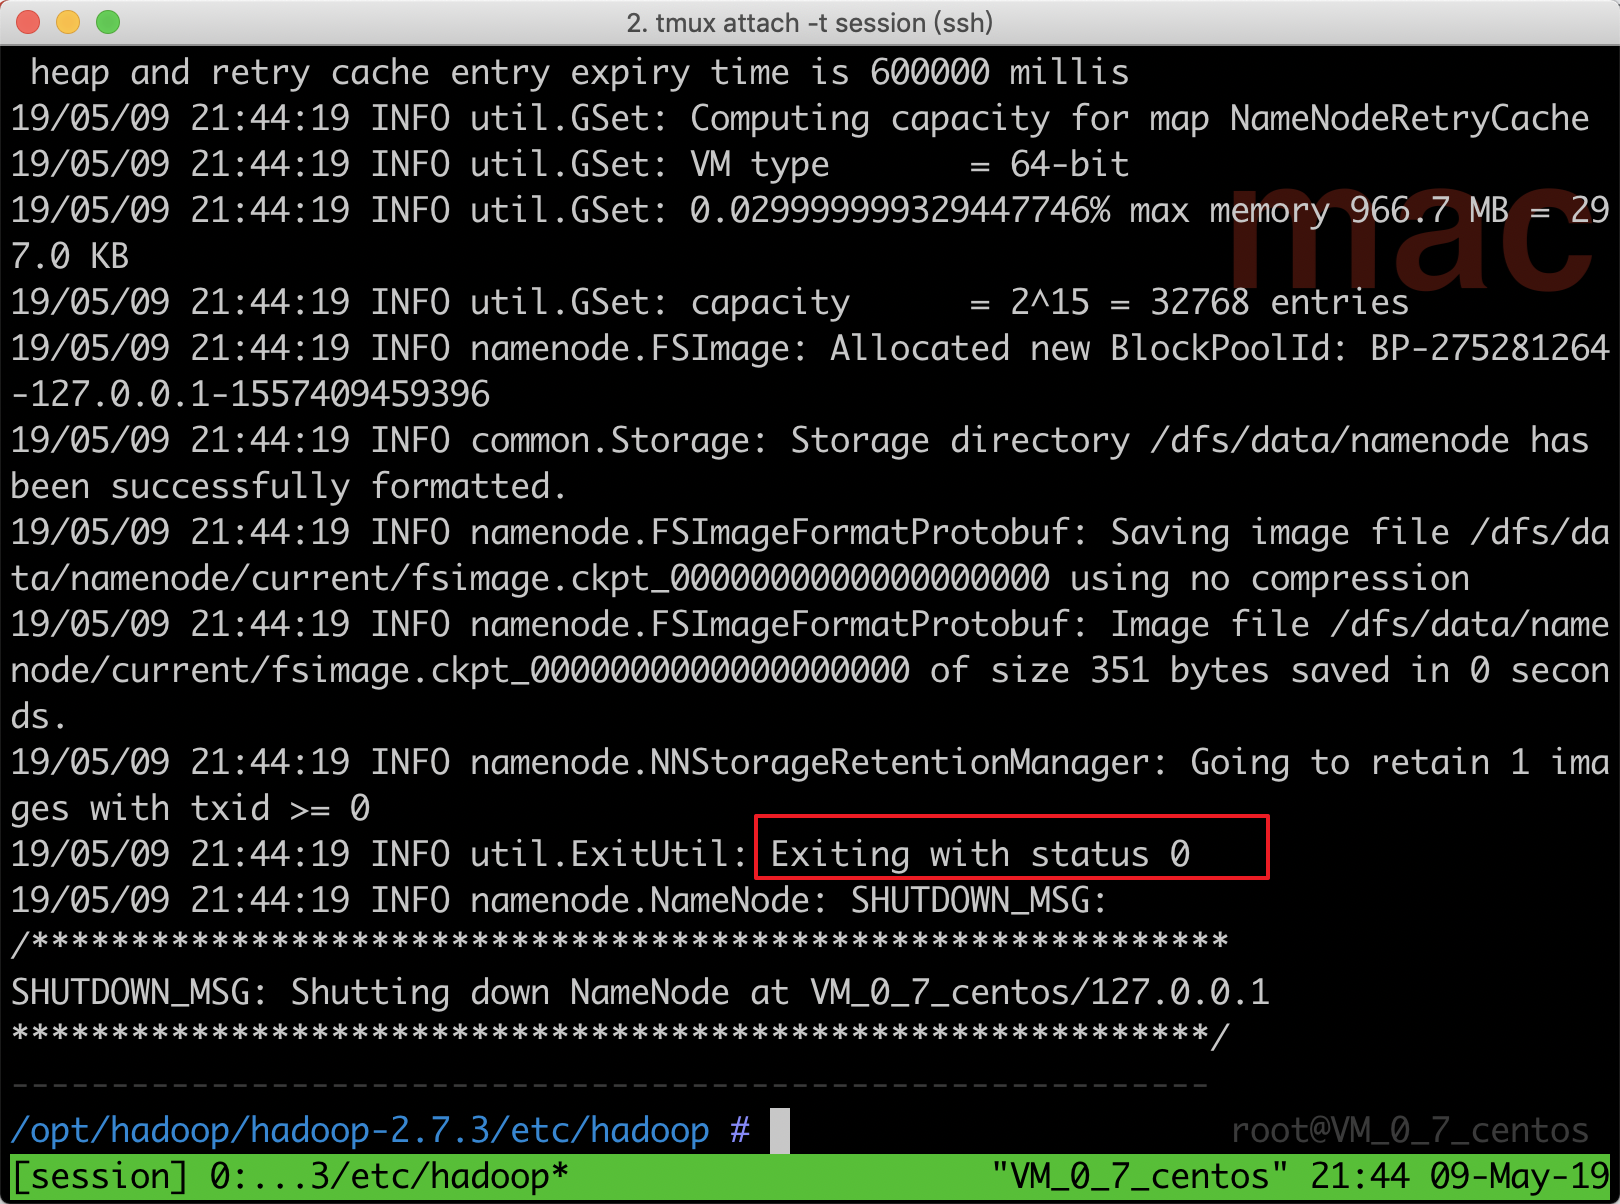 2. tmux attach -t session (ssh)
heap and retry cache entry expiry time is 600000 millis
19/05/09 21:44:19 INFO util.GSet: Computing capacity for map NameNodeRetryCache
19/05/09 21:44:19 INFO util.GSet: VM type       = 64-bit
19/05/09 21:44:19 INFO util.GSet: 0.029999999329447746% max memory 966.7 MB = 29
7.0 KB
mac
19/05/09 21:44:19 INFO util.GSet: capacity      = 2^15 = 32768 entries
19/05/09 21:44:19 INFO namenode.FSImage: Allocated new BlockPoolId: BP-275281264
-127.0.0.1-1557409459396
19/05/09 21:44:19 INFO common.Storage: Storage directory /dfs/data/namenode has
been successfully formatted.
19/05/09 21:44:19 INFO namenode.FSImageFormatProtobuf: Saving image file /dfs/da
ta/namenode/current/fsimage.ckpt_0000000000000000000 using no compression
19/05/09 21:44:19 INFO namenode.FSImageFormatProtobuf: Image file /dfs/data/name
node/current/fsimage.ckpt_0000000000000000000 of size 351 bytes saved in 0 secon
ds.
19/05/09 21:44:19 INFO namenode.NNStorageRetentionManager: Going to retain 1 ima
ges with txid >= 0
19/05/09 21:44:19 INFO util.ExitUtil: Exiting with status 0
19/05/09 21:44:19 INFO namenode.NameNode: SHUTDOWN_MSG:
/************************************************************
SHUTDOWN_MSG: Shutting down NameNode at VM_0_7_centos/127.0.0.1
************************************************************/
------------------------------------------------------------
/opt/hadoop/hadoop-2.7.3/etc/hadoop # root@VM_0_7_centos
[session] 0:...3/etc/hadoop* "VM_0_7_centos" 21:44 09-May-19